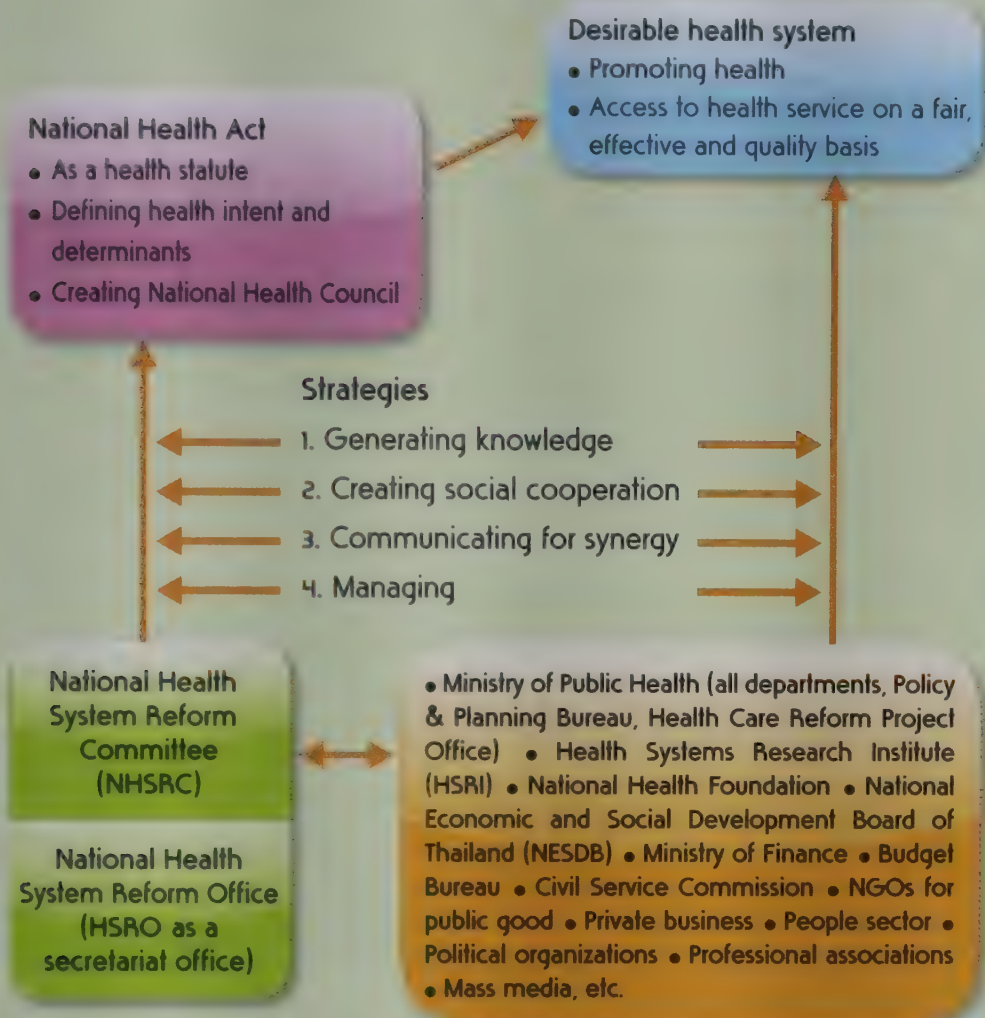 Desirable health system
• Promoting health
• Access to health service on a fair,
effective and quality basis
National Health Act
• As a health statute
• Defining health intent and
determinants
• Creating National Health Council
Strategies
1. Generating knowledge
2. Creating social cooperation
3. Communicating for synergy
4. Managing
National Health
System Reform
Committee
(NHSRC)
National Health
System Reform Office
(HSRO as a
secretariat office)
• Ministry of Public Health (all departments, Policy
& Planning Bureau, Health Care Reform Project
Office) • Health Systems Research Institute
(HSRI) • National Health Foundation • National
Economic and Social Development Board of
Thailand (NESDB) • Ministry of Finance • Budget
Bureau • Civil Service Commission • NGOs for
public good • Private business • People sector •
Political organizations • Professional associations
• Mass media, etc.